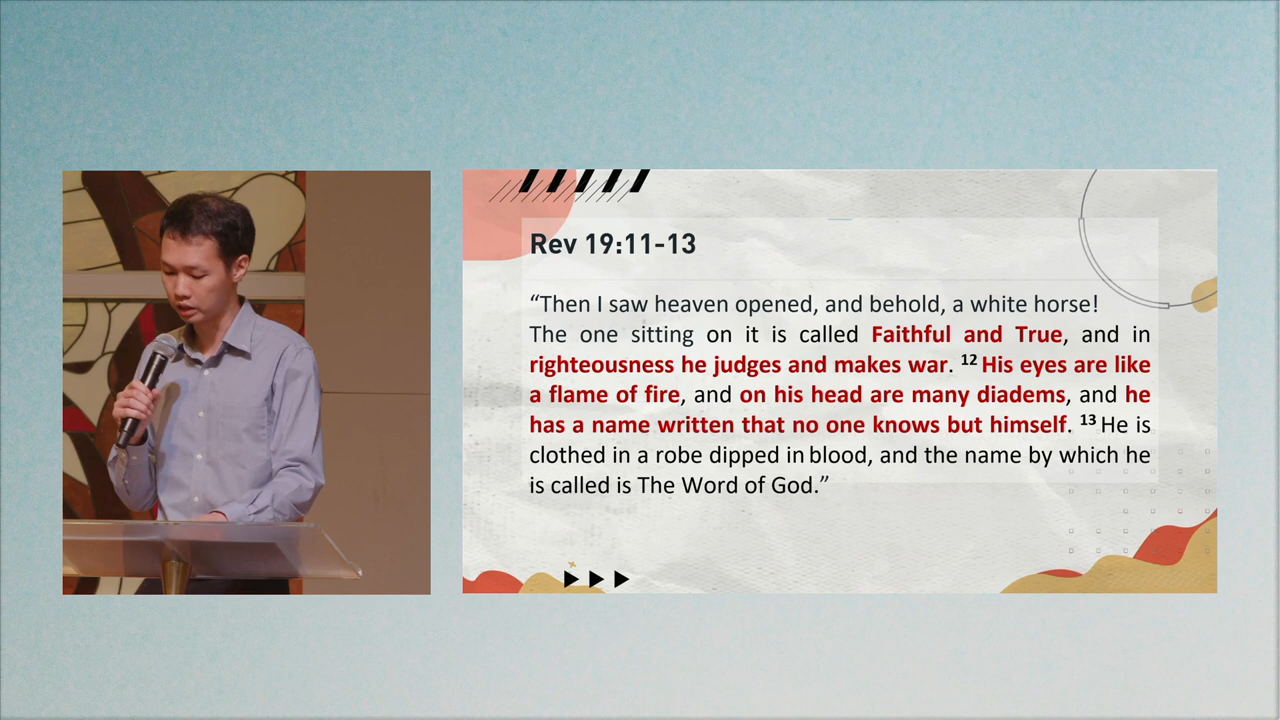 Rev 19:11-13
“Then I saw heaven opened, and behold, a white horse!
The one sitting on it is called Faithful and True, and in
righteousness he judges and makes war. 12 His eyes are like
a flame of fire, and on his head are many diadems, and he
has a name written that no one knows but himself. 13 He is
clothed in a robe dipped in blood, and the name by which he
is called is The Word of God.”